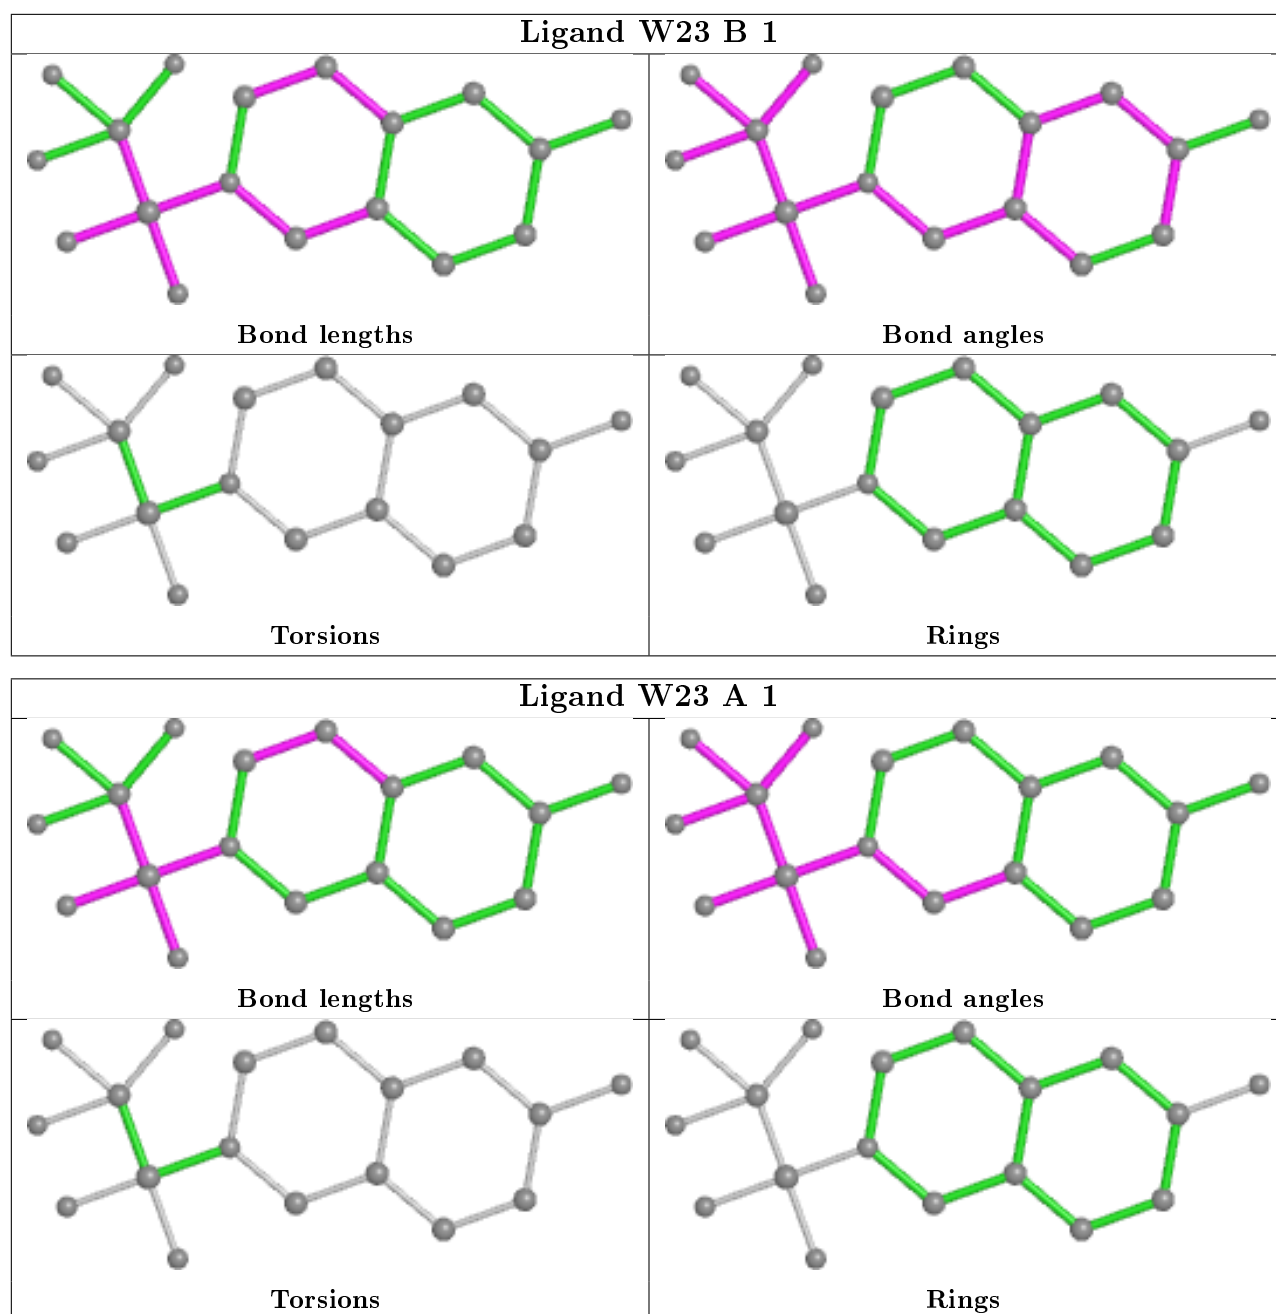 Ligand W23 B 1
Bond lengths
Bond angles
Torsions
Rings
Ligand W23 A 1
Bond lengths
Bond angles
Torsions
Rings